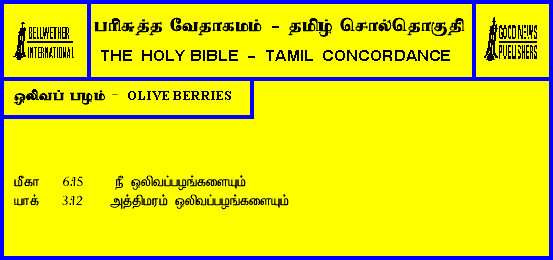 BELLWETHER
INTERNATIONAL
பரிசுத்த வேதாகமம் - தமிழ் சொல்தொகுதி
THE HOLY BIBLE - TAMIL CONCORDANCE
GOOD NEWS
PUBLISHERS
ஒலிவப் பழம் - OLIVE BERRIES
மீகா 6:15 நீ ஒலிவப்பழங்களையும்
யாக் 3:12 அத்திமரம் ஒலிவப்பழங்களையும்